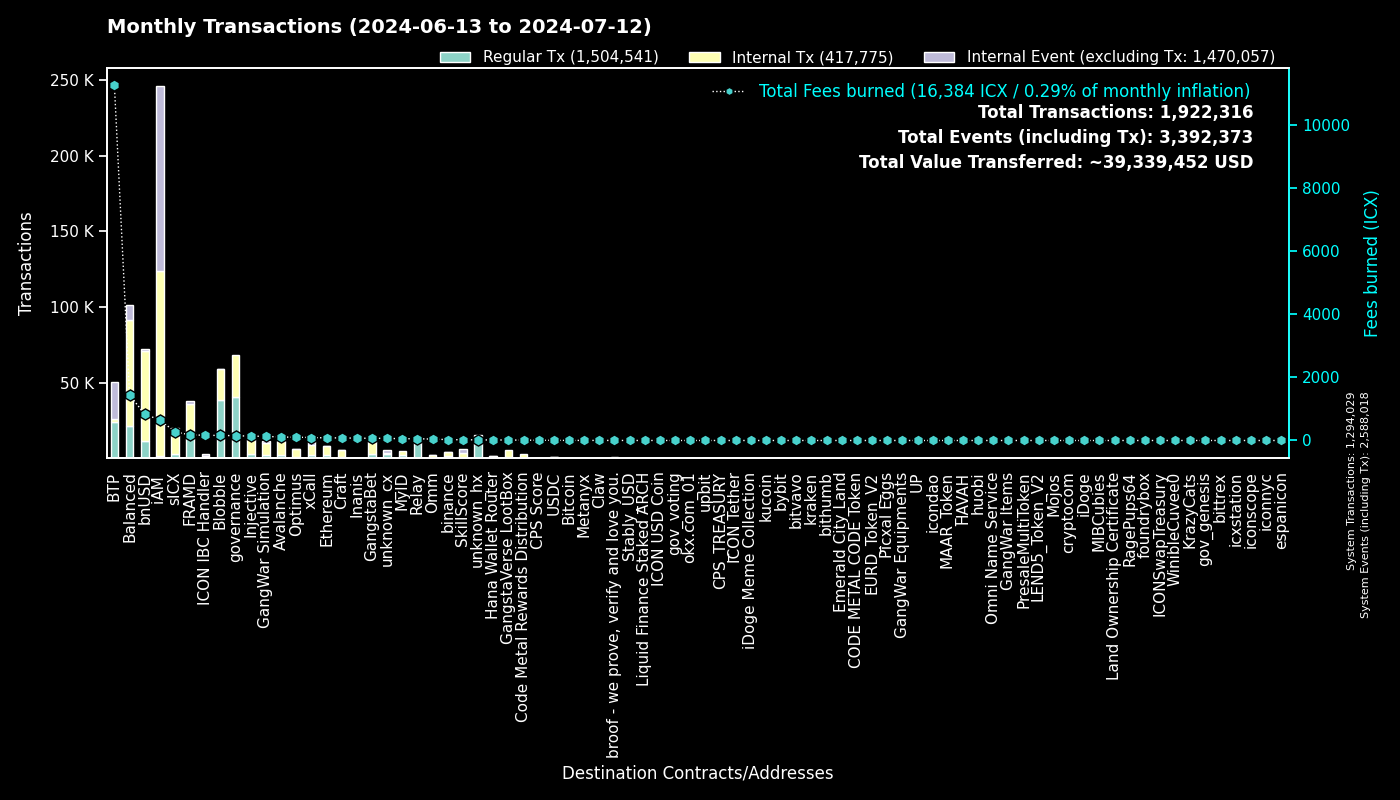 Monthly Transactions (2024-06-13 to 2024-07-12)
Regular Tx (1,504,541)
Internal Tx (417,775)
Internal Event (excluding Tx: 1,470,057)
Total Fees burned (16,384 ICX / 0.29% of monthly inflation)
Total Transactions: 1,922,316
Total Events (including Tx): 3,392,373
Total Value Transferred: ~39,339,452 USD
Transactions
250 K
200 K
150 K
100 K
50 K
10000
8000
6000
4000
2000
0
Fees burned (ICX)
System Transactions: 1,294,029
System Events (including Tx): 2,588,018
BTP
Balanced
bnUSD
iAM
sICX
FRAMD
ICON IBC Handler
Blobble
governance
Injective
GangWar Simulation
Avalanche
Optimus
xCall
Ethereum
Craft
Inanis
GangstaBet
unknown_cx
MyID
Relay
Omm
binance
SkillScore
unknown_hx
Hana Wallet Router
GangstaVerse LootBox
Code Metal Rewards Distribution
CPS Score
USDC
Bitcoin
Metanyx
Claw
broof - we prove, verify and love you.
Stably_USD
Liquid Finance Staked ARCH
ICON USD Coin
gov_voting
okx.com_01
upbit
CPS_TREASURY
ICON Tether
iDoge Meme Collection
kucoin
bybit
bitvavo
kraken
bithumb
Emerald City Land
CODE METAL CODE Token
EURD_Token_V2
Picxal Eggs
GangWar Equipments
UP
icondao
MAAR_Token
HAVAH
huobi
Omni Name Service
GangWar Items
PresaleMultiToken
LEND5_Token_V2
Mojos
cryptocom
iDoge
MIBCubies
Land Ownership Certificate
RagePups64
foundrybox
ICONSwapTreasury
WinbleCuvee0
KrazyCats
gov_genesis
bittrex
icxstation
iconscope
iconnyc
espanicon
Destination Contracts/Addresses